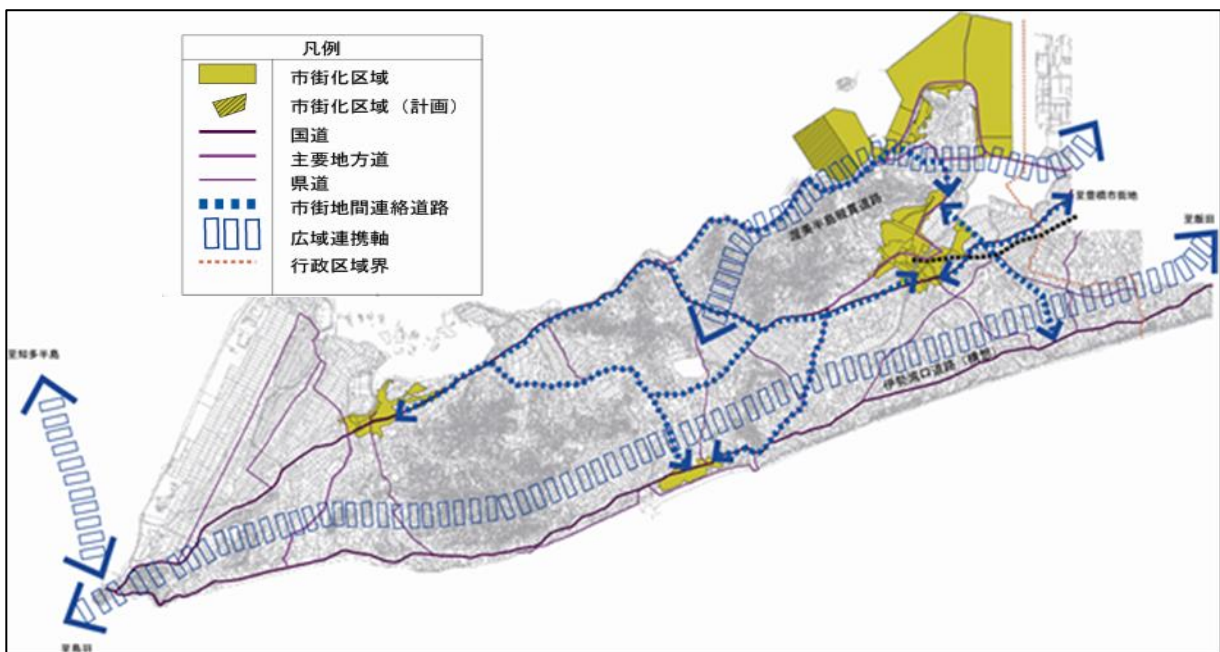 凡例
市街化区域
市街化区域（計画）
国道
主要地方道
県道
市街地間連絡道路
広域連携軸
行政区域界
渥美半島縦貫道路
至豊橋市街地
至飯田
伊勢湾口道路（構想）
至知多半島
至鳥羽